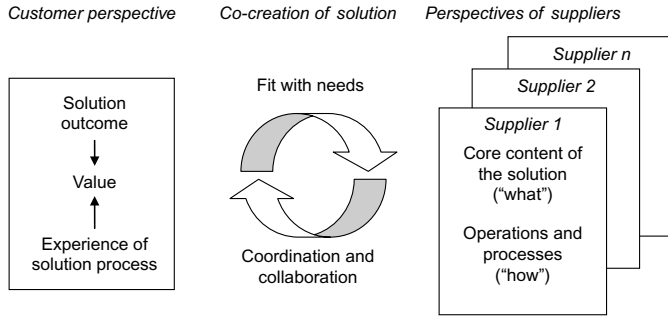 Customer perspective
Co-creation of solution
Perspectives of suppliers
Solution
outcome
Value
Experience of
solution process
Fit with needs
Coordination and
collaboration
Supplier n
Supplier 2
Supplier 1
Core content of
the solution
(“what”)
Operations and
processes
(“how”)